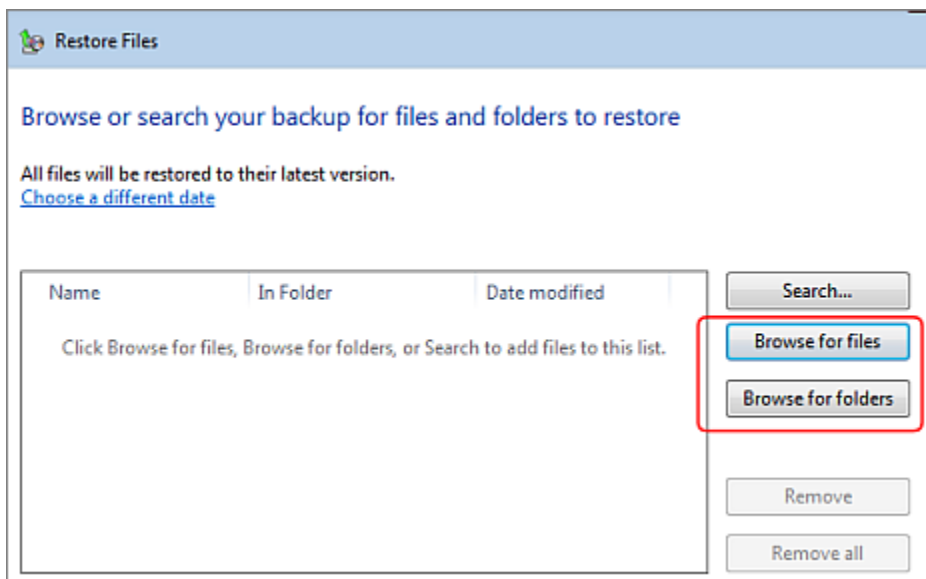 Restore Files
Browse or search your backup for files and folders to restore
All files will be restored to their latest version.
Choose a different date
Name In Folder Date modified
Click Browse for files, Browse for folders, or Search to add files to this list.
Search...
Browse for files
Browse for folders
Remove
Remove all